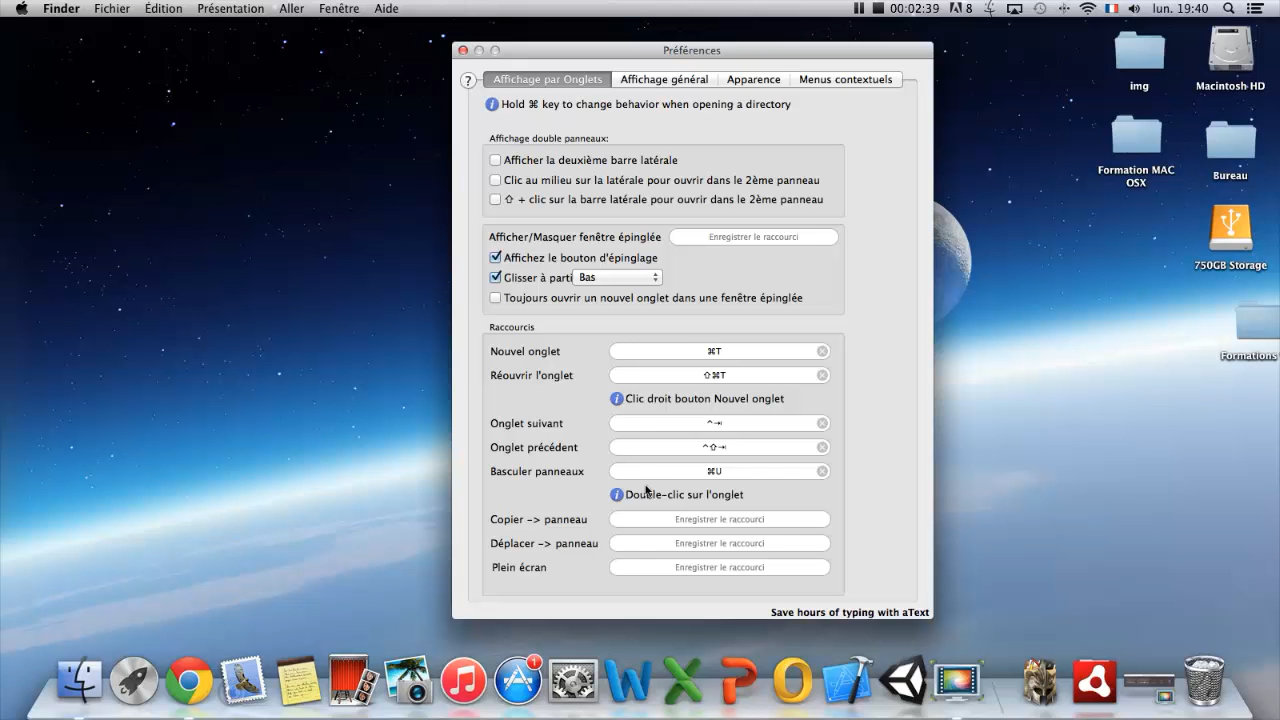 Finder Fichier Édition Présentation Aller Fenêtre Aide 00:02:39 8 lun. 19:40
Préférences
? Affichage par Onglets Affichage général Apparence Menus contextuels
Hold ⌘ key to change behavior when opening a directory
Affichage double panneaux:
Afficher la deuxième barre latérale
Clic au milieu sur la latérale pour ouvrir dans le 2ème panneau
⇧ + clic sur la barre latérale pour ouvrir dans le 2ème panneau
Afficher/Masquer fenêtre épinglée Enregistrer le raccourci
Affichez le bouton d'épinglage
Glisser à parti Bas
Toujours ouvrir un nouvel onglet dans une fenêtre épinglée
Raccourcis
Nouvel onglet ⌘T
Réouvrir l'onglet ⇧⌘T
Clic droit bouton Nouvel onglet
Onglet suivant ^⇥
Onglet précédent ^⇧⇥
Basculer panneaux ⌘U
Double-clic sur l'onglet
Copier -> panneau Enregistrer le raccourci
Déplacer -> panneau Enregistrer le raccourci
Plein écran Enregistrer le raccourci
Save hours of typing with aText
img
Macintosh HD
Formation MAC
OSX
Bureau
750GB Storage
Formations
1